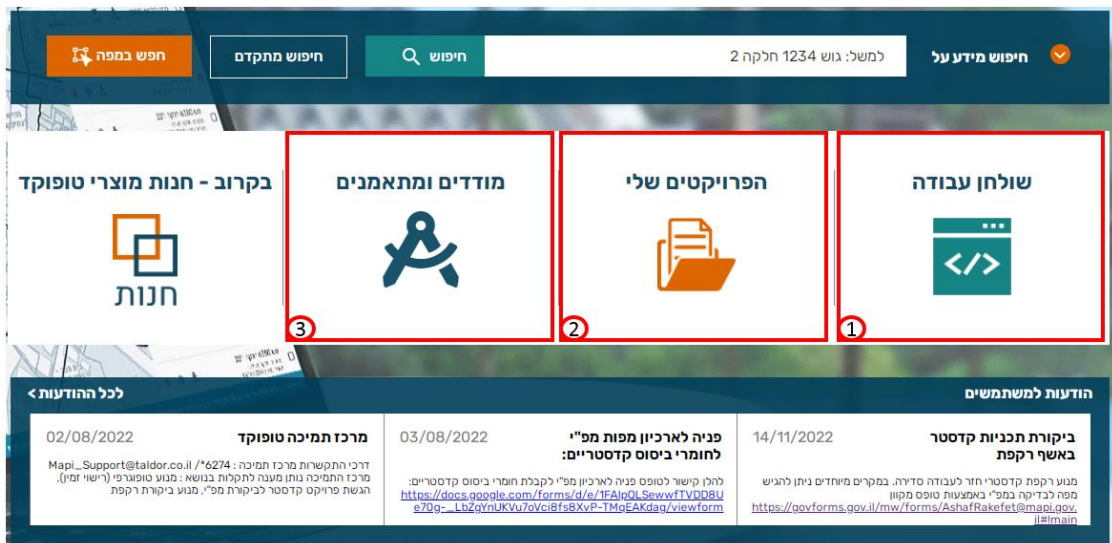 חיפוש מידע על
למשל: גוש 1234 חלקה 2
חיפוש
חיפוש מתקדם
חפש במפה
שולחן עבודה
1
הפרויקטים שלי
2
מודדים ומתאמנים
3
בקרוב - חנות מוצרי טופוקד
חנות
הודעות למשתמשים
לכל ההודעות >
ביקורת תכניות קדסטר באשף רקפת
14/11/2022
מנוע רקפת קדסטרי חזר לעבודה סדירה. במקרים מיוחדים ניתן להגיש
מפה לבדיקה במפ"י באמצעות טופס מקוון
https://govforms.gov.il/mw/forms/AshafRakefet@mapi.gov.
il#!main
פניה לארכיון מפות מפ"י
לחומרי ביסוס קדסטריים:
03/08/2022
להלן קישור לטופס פניה לארכיון מפ"י לקבלת חומרי ביסוס קדסטריים:
https://docs.google.com/forms/d/e/1FAIpQLSewwfTVDD8U
e70g-_LbZgYnUKVu7oVci8fs8XvP-TMqEAKdag/viewform
מרכז תמיכה טופוקד
02/08/2022
דרכי התקשרות מרכז תמיכה : 6274*/ Mapi_Support@taldor.co.il
מרכז התמיכה נותן מענה לתקלות בנושא : מנוע טופוגרפי (רישוי זמין),
הגשת פרויקט קדסטר לביקורת מפ"י, מנוע ביקורת רקפת